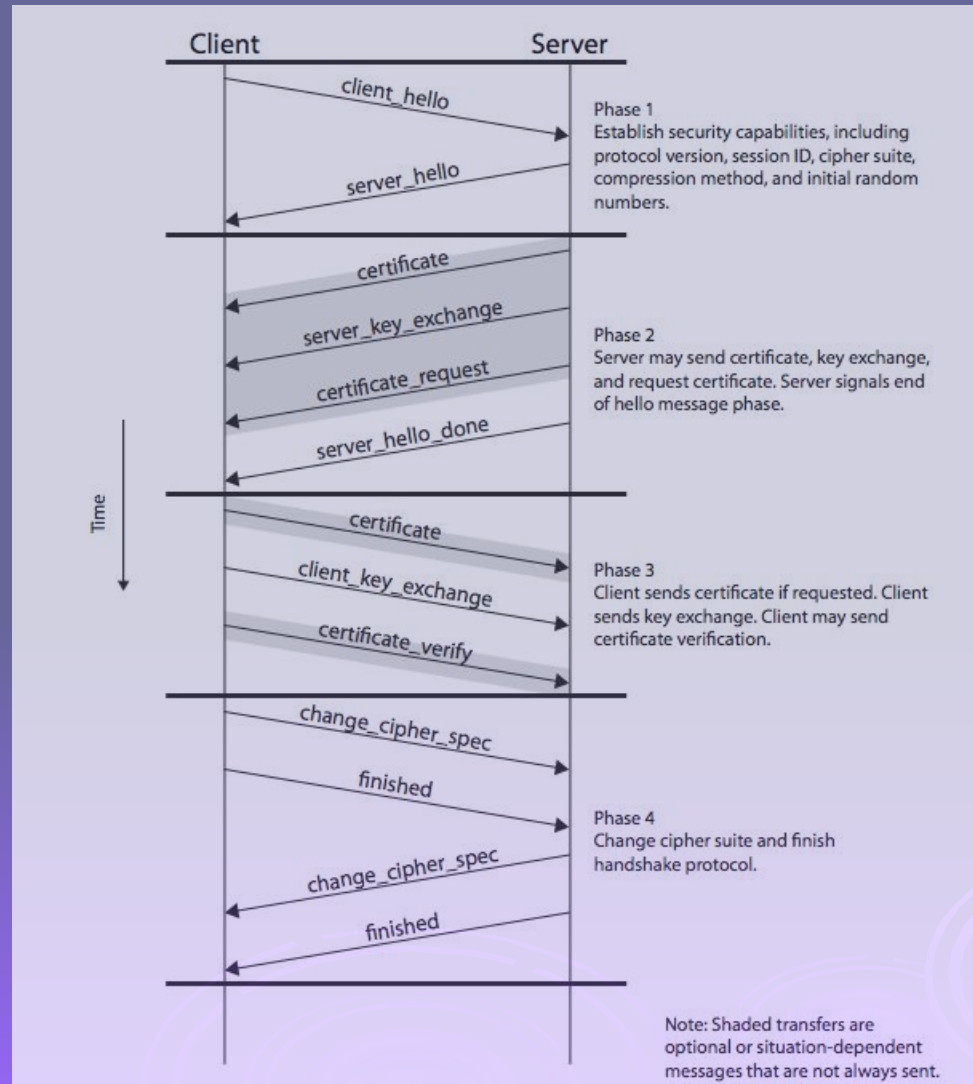 Client
Server
client_hello
Phase 1
Establish security capabilities, including
protocol version, session ID, cipher suite,
compression method, and initial random
numbers.
server_hello
certificate
server_key_exchange
certificate_request
server_hello_done
Phase 2
Server may send certificate, key exchange,
and request certificate. Server signals end
of hello message phase.
Time
certificate
client_key_exchange
certificate_verify
Phase 3
Client sends certificate if requested. Client
sends key exchange. Client may send
certificate verification.
change_cipher_spec
finished
change_cipher_spec
finished
Phase 4
Change cipher suite and finish
handshake protocol.
Note: Shaded transfers are
optional or situation-dependent
messages that are not always sent.